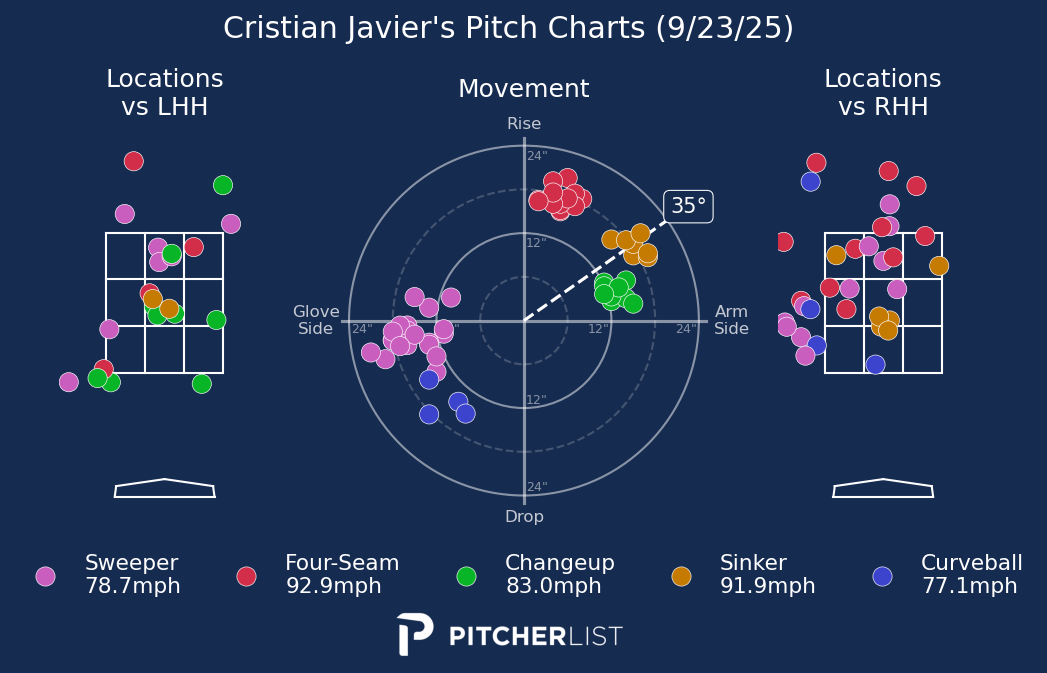 Cristian Javier's Pitch Charts (9/23/25)
Locations
vs LHH
Movement
Locations
vs RHH
Rise
24"
35°
12"
Glove
Side
24"
12"
24"
Arm
Side
12"
24"
Drop
Sweeper
78.7mph
Four-Seam
92.9mph
Changeup
83.0mph
Sinker
91.9mph
Curveball
77.1mph
PITCHERLIST